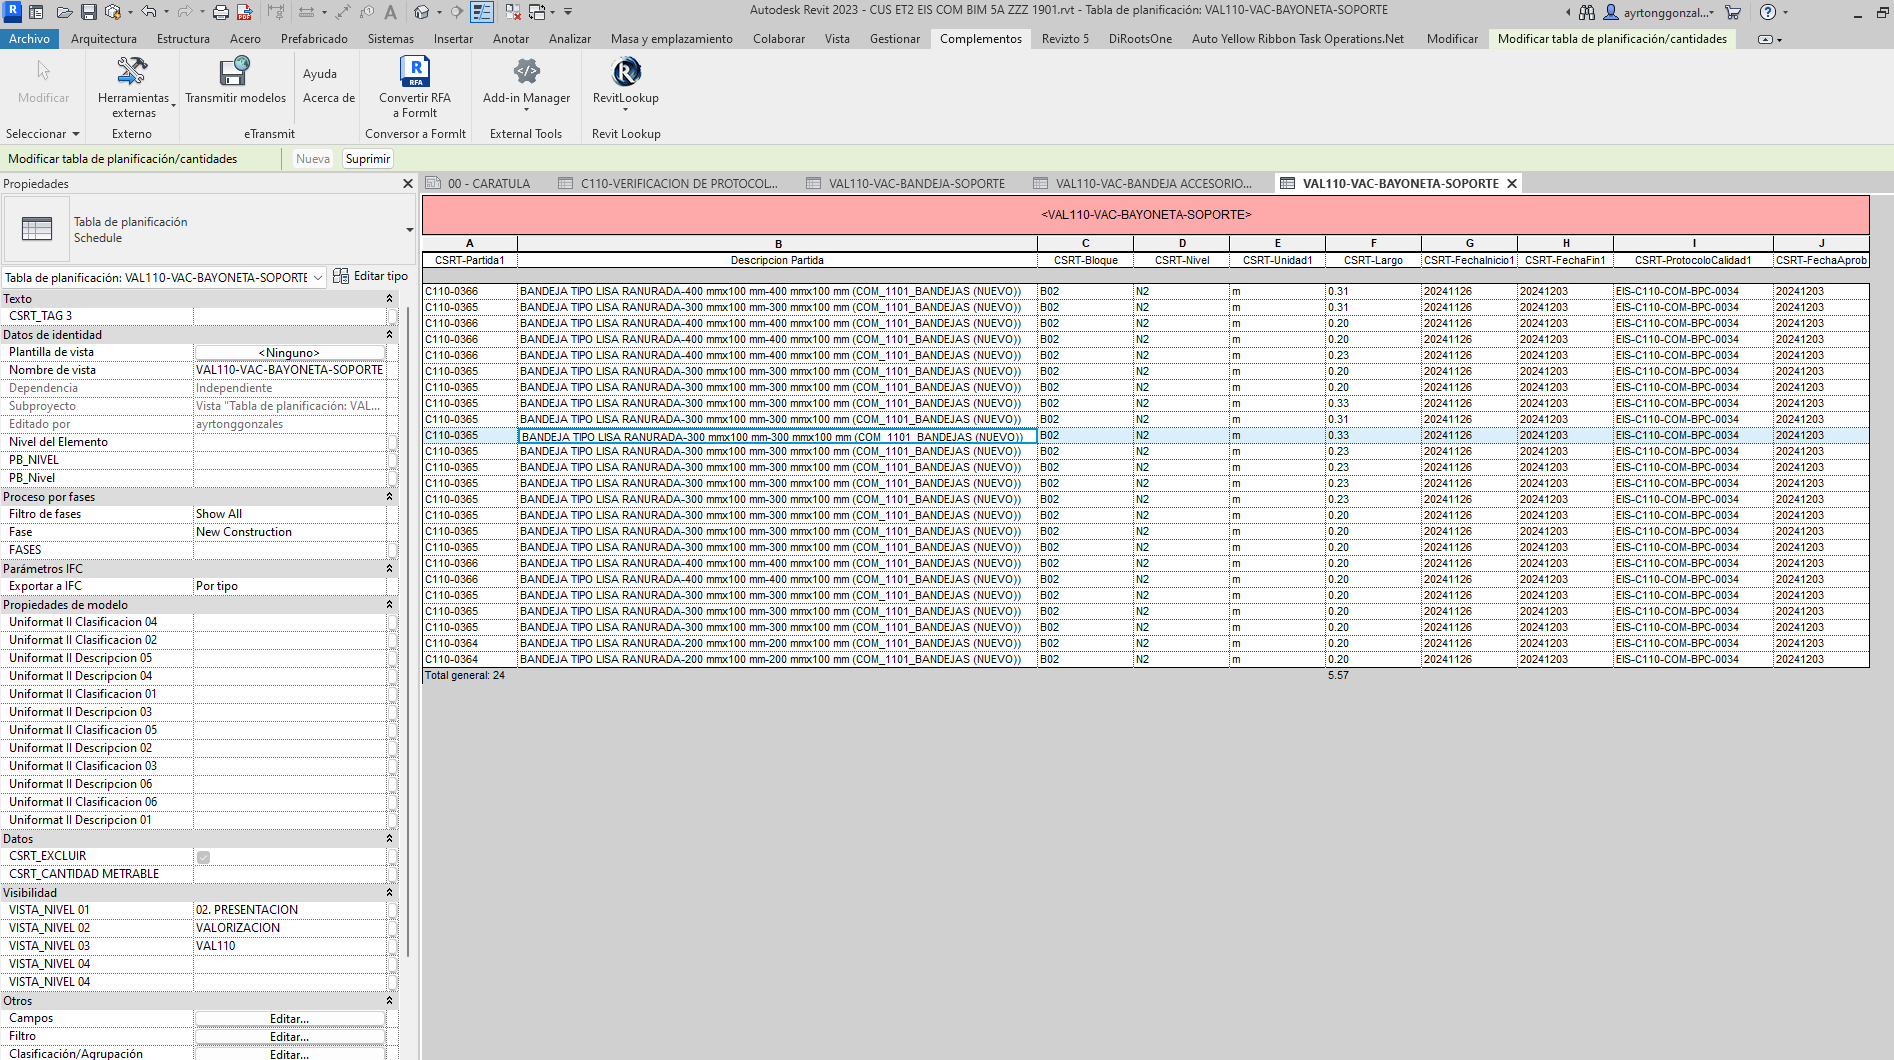 Autodesk Revit 2023 - CUS ET2 EIS COM BIM 5A ZZZ 1901.rvt - Tabla de planificación: VAL110-VAC-BAYONETA-SOPORTE
ayrtonggonzal...
Archivo Arquitectura Estructura Acero Prefabricado Sistemas Insertar Anotar Analizar Masa y emplazamiento Colaborar Vista Gestionar Complementos Revizto 5 DiRootsOne Auto Yellow Ribbon Task Operations.Net Modificar Modificar tabla de planificación/cantidades
Modificar
Herramientas externas
Transmitir modelos
Ayuda
Acerca de
Convertir RFA a FormIt
Add-in Manager
RevitLookup
Seleccionar Externo eTransmit Conversor a FormIt External Tools Revit Lookup
Modificar tabla de planificación/cantidades Nueva Suprimir
Propiedades
Tabla de planificación
Schedule
Tabla de planificación: VAL110-VAC-BAYONETA-SOPORTE Editar tipo
Texto
CSRT_TAG 3
Datos de identidad
Plantilla de vista <Ninguno>
Nombre de vista VAL110-VAC-BAYONETA-SOPORTE
Dependencia Independiente
Subproyecto Vista "Tabla de planificación: VAL...
Editado por ayrtonggonzales
Nivel del Elemento
PB_NIVEL
PB_Nivel
Proceso por fases
Filtro de fases Show All
Fase New Construction
FASES
Parámetros IFC
Exportar a IFC Por tipo
Propiedades de modelo
Uniformat II Clasificacion 04
Uniformat II Clasificacion 02
Uniformat II Descripcion 05
Uniformat II Descripcion 04
Uniformat II Clasificacion 01
Uniformat II Descripcion 03
Uniformat II Clasificacion 05
Uniformat II Descripcion 02
Uniformat II Clasificacion 03
Uniformat II Descripcion 06
Uniformat II Clasificacion 06
Uniformat II Descripcion 01
Datos
CSRT_EXCLUIR
CSRT_CANTIDAD METRABLE
Visibilidad
VISTA_NIVEL 01 02. PRESENTACION
VISTA_NIVEL 02 VALORIZACION
VISTA_NIVEL 03 VAL110
VISTA_NIVEL 04
VISTA_NIVEL 04
Otros
Campos Editar...
Filtro Editar...
Clasificación/Agrupación Editar...
00 - CARATULA C110-VERIFICACION DE PROTOCOL... VAL110-VAC-BANDEJA-SOPORTE VAL110-VAC-BANDEJA ACCESORIO... VAL110-VAC-BAYONETA-SOPORTE
<VAL110-VAC-BAYONETA-SOPORTE>
A B C D E F G H I J
CSRT-Partida1 Descripcion Partida CSRT-Bloque CSRT-Nivel CSRT-Unidad1 CSRT-Largo CSRT-FechaInicio1 CSRT-FechaFin1 CSRT-ProtocoloCalidad1 CSRT-FechaAprob
C110-0366 BANDEJA TIPO LISA RANURADA-400 mmx100 mm-400 mmx100 mm (COM_1101_BANDEJAS (NUEVO)) B02 N2 m 0.31 20241126 20241203 EIS-C110-COM-BPC-0034 20241203
C110-0365 BANDEJA TIPO LISA RANURADA-300 mmx100 mm-300 mmx100 mm (COM_1101_BANDEJAS (NUEVO)) B02 N2 m 0.31 20241126 20241203 EIS-C110-COM-BPC-0034 20241203
C110-0366 BANDEJA TIPO LISA RANURADA-400 mmx100 mm-400 mmx100 mm (COM_1101_BANDEJAS (NUEVO)) B02 N2 m 0.20 20241126 20241203 EIS-C110-COM-BPC-0034 20241203
C110-0366 BANDEJA TIPO LISA RANURADA-400 mmx100 mm-400 mmx100 mm (COM_1101_BANDEJAS (NUEVO)) B02 N2 m 0.20 20241126 20241203 EIS-C110-COM-BPC-0034 20241203
C110-0366 BANDEJA TIPO LISA RANURADA-400 mmx100 mm-400 mmx100 mm (COM_1101_BANDEJAS (NUEVO)) B02 N2 m 0.23 20241126 20241203 EIS-C110-COM-BPC-0034 20241203
C110-0365 BANDEJA TIPO LISA RANURADA-300 mmx100 mm-300 mmx100 mm (COM_1101_BANDEJAS (NUEVO)) B02 N2 m 0.20 20241126 20241203 EIS-C110-COM-BPC-0034 20241203
C110-0365 BANDEJA TIPO LISA RANURADA-300 mmx100 mm-300 mmx100 mm (COM_1101_BANDEJAS (NUEVO)) B02 N2 m 0.20 20241126 20241203 EIS-C110-COM-BPC-0034 20241203
C110-0365 BANDEJA TIPO LISA RANURADA-300 mmx100 mm-300 mmx100 mm (COM_1101_BANDEJAS (NUEVO)) B02 N2 m 0.33 20241126 20241203 EIS-C110-COM-BPC-0034 20241203
C110-0365 BANDEJA TIPO LISA RANURADA-300 mmx100 mm-300 mmx100 mm (COM_1101_BANDEJAS (NUEVO)) B02 N2 m 0.31 20241126 20241203 EIS-C110-COM-BPC-0034 20241203
C110-0365 BANDEJA TIPO LISA RANURADA-300 mmx100 mm-300 mmx100 mm (COM_1101_BANDEJAS (NUEVO)) B02 N2 m 0.33 20241126 20241203 EIS-C110-COM-BPC-0034 20241203
C110-0365 BANDEJA TIPO LISA RANURADA-300 mmx100 mm-300 mmx100 mm (COM_1101_BANDEJAS (NUEVO)) B02 N2 m 0.23 20241126 20241203 EIS-C110-COM-BPC-0034 20241203
C110-0365 BANDEJA TIPO LISA RANURADA-300 mmx100 mm-300 mmx100 mm (COM_1101_BANDEJAS (NUEVO)) B02 N2 m 0.23 20241126 20241203 EIS-C110-COM-BPC-0034 20241203
C110-0365 BANDEJA TIPO LISA RANURADA-300 mmx100 mm-300 mmx100 mm (COM_1101_BANDEJAS (NUEVO)) B02 N2 m 0.23 20241126 20241203 EIS-C110-COM-BPC-0034 20241203
C110-0365 BANDEJA TIPO LISA RANURADA-300 mmx100 mm-300 mmx100 mm (COM_1101_BANDEJAS (NUEVO)) B02 N2 m 0.23 20241126 20241203 EIS-C110-COM-BPC-0034 20241203
C110-0365 BANDEJA TIPO LISA RANURADA-300 mmx100 mm-300 mmx100 mm (COM_1101_BANDEJAS (NUEVO)) B02 N2 m 0.20 20241126 20241203 EIS-C110-COM-BPC-0034 20241203
C110-0365 BANDEJA TIPO LISA RANURADA-300 mmx100 mm-300 mmx100 mm (COM_1101_BANDEJAS (NUEVO)) B02 N2 m 0.20 20241126 20241203 EIS-C110-COM-BPC-0034 20241203
C110-0365 BANDEJA TIPO LISA RANURADA-300 mmx100 mm-300 mmx100 mm (COM_1101_BANDEJAS (NUEVO)) B02 N2 m 0.20 20241126 20241203 EIS-C110-COM-BPC-0034 20241203
C110-0366 BANDEJA TIPO LISA RANURADA-400 mmx100 mm-400 mmx100 mm (COM_1101_BANDEJAS (NUEVO)) B02 N2 m 0.20 20241126 20241203 EIS-C110-COM-BPC-0034 20241203
C110-0366 BANDEJA TIPO LISA RANURADA-400 mmx100 mm-400 mmx100 mm (COM_1101_BANDEJAS (NUEVO)) B02 N2 m 0.20 20241126 20241203 EIS-C110-COM-BPC-0034 20241203
C110-0365 BANDEJA TIPO LISA RANURADA-300 mmx100 mm-300 mmx100 mm (COM_1101_BANDEJAS (NUEVO)) B02 N2 m 0.20 20241126 20241203 EIS-C110-COM-BPC-0034 20241203
C110-0365 BANDEJA TIPO LISA RANURADA-300 mmx100 mm-300 mmx100 mm (COM_1101_BANDEJAS (NUEVO)) B02 N2 m 0.20 20241126 20241203 EIS-C110-COM-BPC-0034 20241203
C110-0365 BANDEJA TIPO LISA RANURADA-300 mmx100 mm-300 mmx100 mm (COM_1101_BANDEJAS (NUEVO)) B02 N2 m 0.20 20241126 20241203 EIS-C110-COM-BPC-0034 20241203
C110-0364 BANDEJA TIPO LISA RANURADA-200 mmx100 mm-200 mmx100 mm (COM_1101_BANDEJAS (NUEVO)) B02 N2 m 0.20 20241126 20241203 EIS-C110-COM-BPC-0034 20241203
C110-0364 BANDEJA TIPO LISA RANURADA-200 mmx100 mm-200 mmx100 mm (COM_1101_BANDEJAS (NUEVO)) B02 N2 m 0.20 20241126 20241203 EIS-C110-COM-BPC-0034 20241203
Total general: 24 5.57